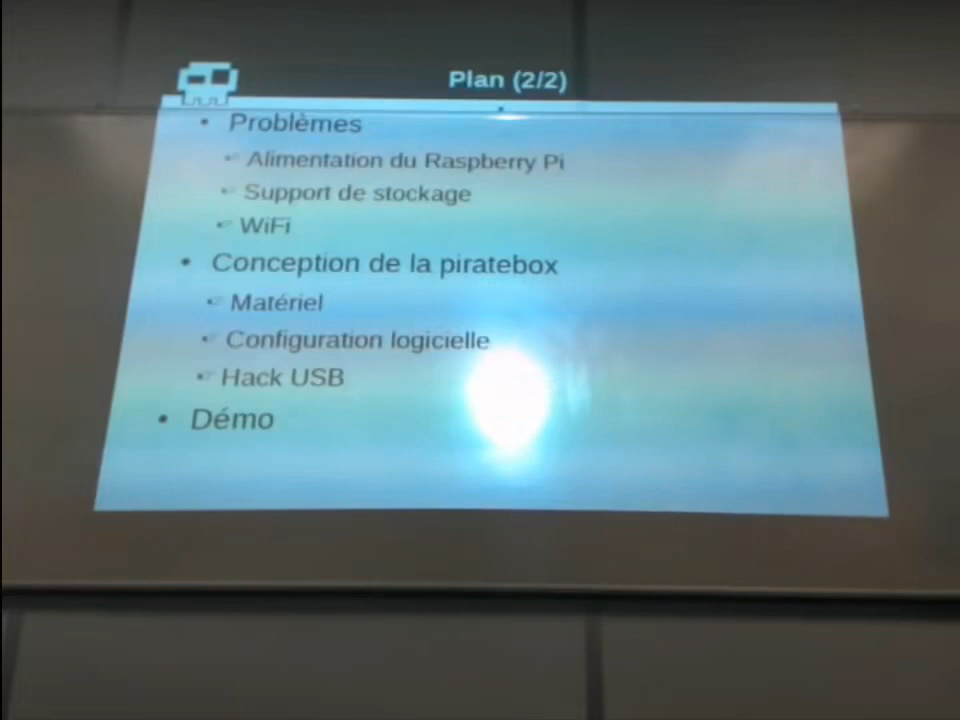 Plan (2/2)
• Problèmes
☞ Alimentation du Raspberry Pi
☞ Support de stockage
☞ WiFi
• Conception de la piratebox
☞ Matériel
☞ Configuration logicielle
☞ Hack USB
• Démo